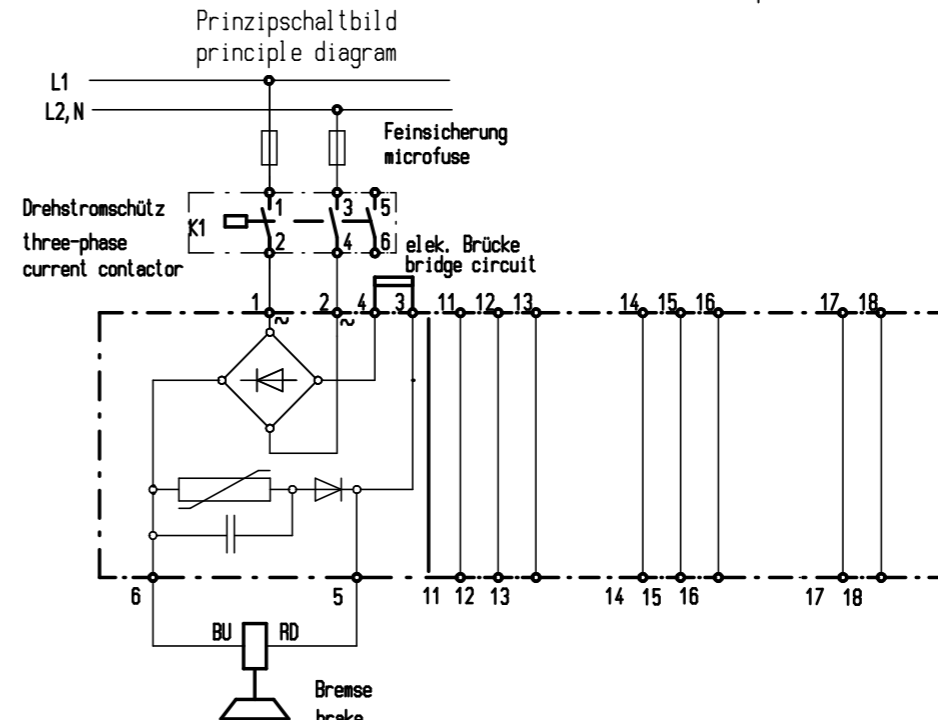 Prinzipschaltbild
principle diagram
L1
L2,N
Feinsicherung
microfuse
Drehstromschütz
three-phase
current contactor
K1
1 3 5
2 4 6
elek. Brücke
bridge circuit
1 2 4 3 11 12 13 14 15 16 17 18
~ ~
6 5 11 12 13 14 15 16 17 18
BU RD
Bremse
brake